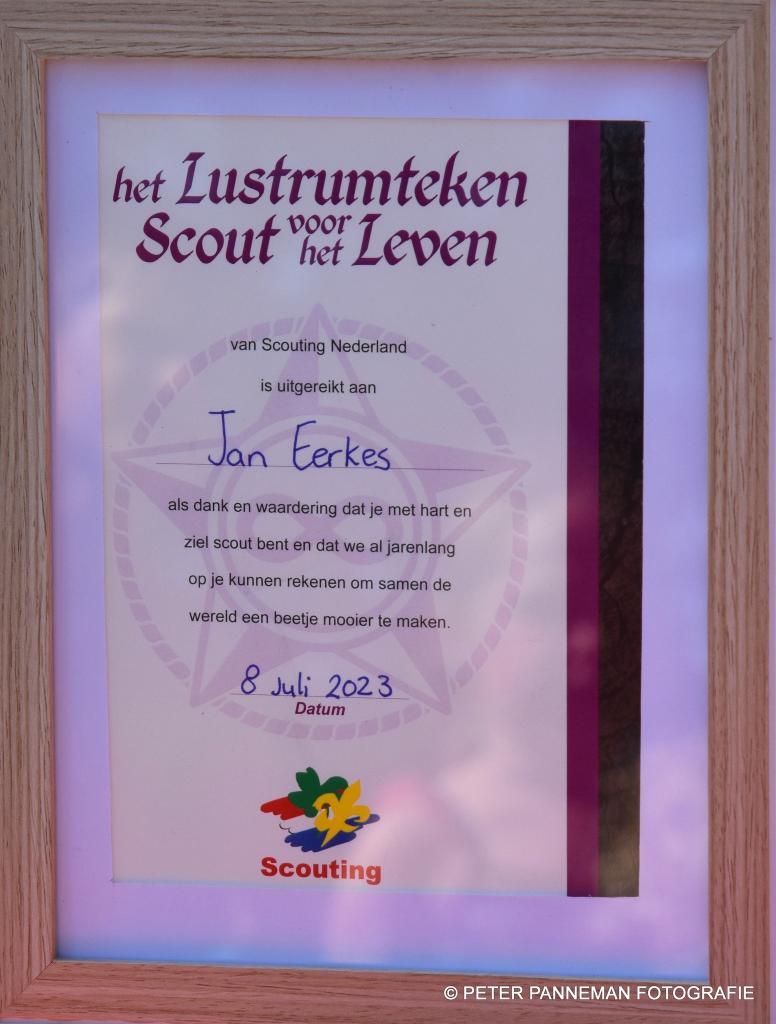 het Lustrumteken
Scout voor het Leven
van Scouting Nederland
is uitgereikt aan
Jan Eerkes
als dank en waardering dat je met hart en
ziel scout bent en dat we al jarenlang
op je kunnen rekenen om samen de
wereld een beetje mooier te maken.
8 Juli 2023
Datum
Scouting
© PETER PANNEMAN FOTOGRAFIE